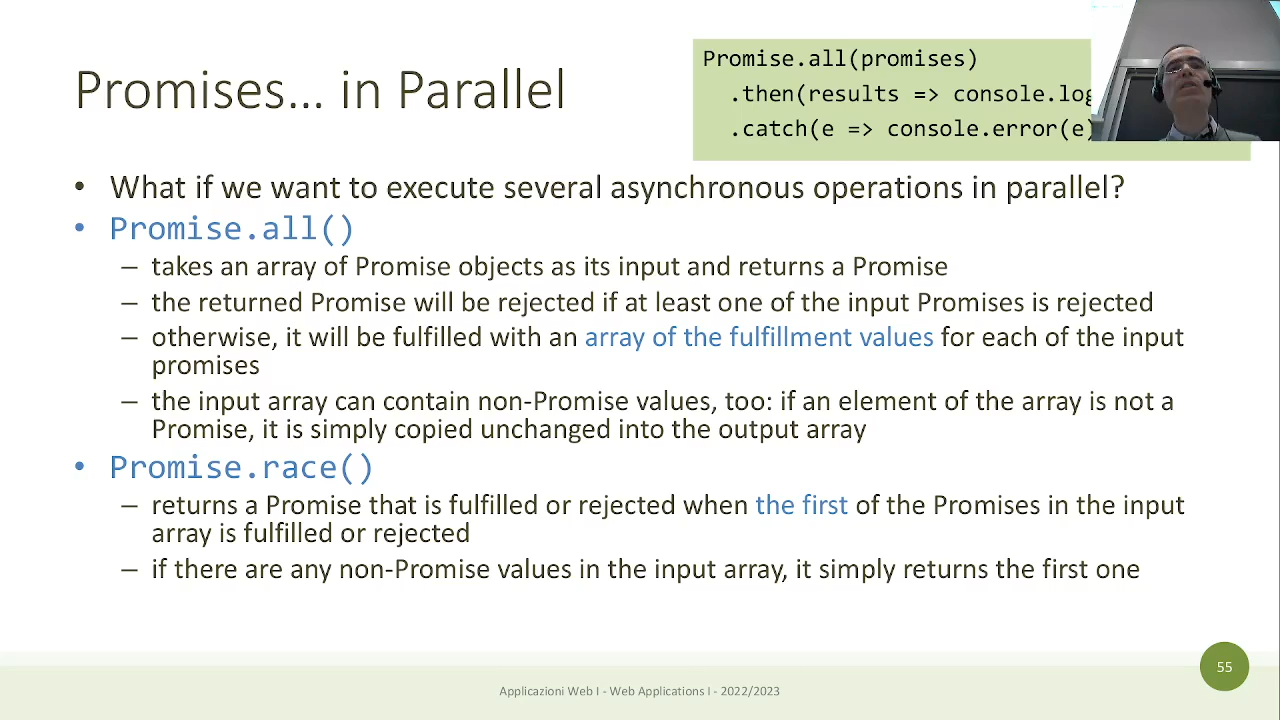 Promises... in Parallel
Promise.all(promises)
.then(results => console.log
.catch(e => console.error(e)
• What if we want to execute several asynchronous operations in parallel?
• Promise.all()
– takes an array of Promise objects as its input and returns a Promise
– the returned Promise will be rejected if at least one of the input Promises is rejected
– otherwise, it will be fulfilled with an array of the fulfillment values for each of the input
promises
– the input array can contain non-Promise values, too: if an element of the array is not a
Promise, it is simply copied unchanged into the output array
• Promise.race()
– returns a Promise that is fulfilled or rejected when the first of the Promises in the input
array is fulfilled or rejected
– if there are any non-Promise values in the input array, it simply returns the first one
55
Applicazioni Web I - Web Applications I - 2022/2023